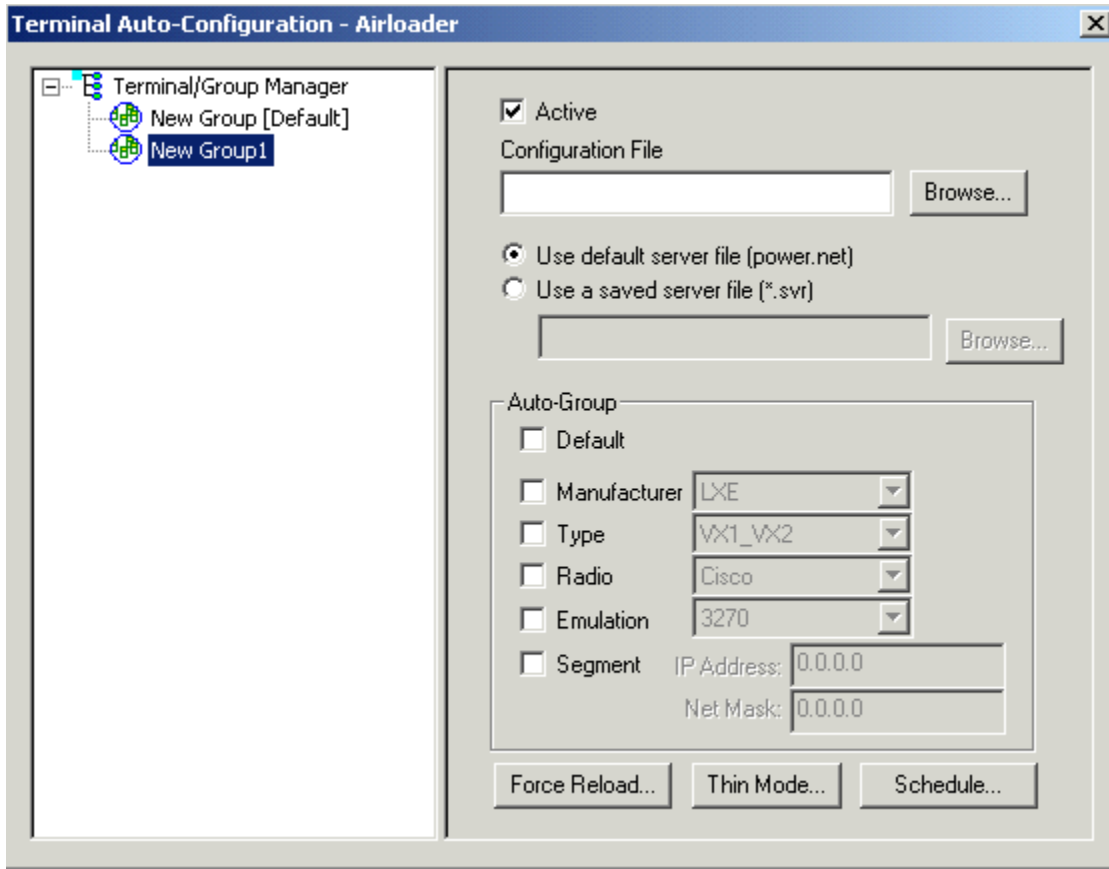 Terminal Auto-Configuration - Airloader
Terminal/Group Manager
New Group [Default]
New Group1
Active
Configuration File
Browse...
Use default server file (power.net)
Use a saved server file (*.svr)
Browse...
Auto-Group
Default
Manufacturer LXE
Type VX1_VX2
Radio Cisco
Emulation 3270
Segment IP Address: 0.0.0.0
Net Mask: 0.0.0.0
Force Reload... Thin Mode... Schedule...